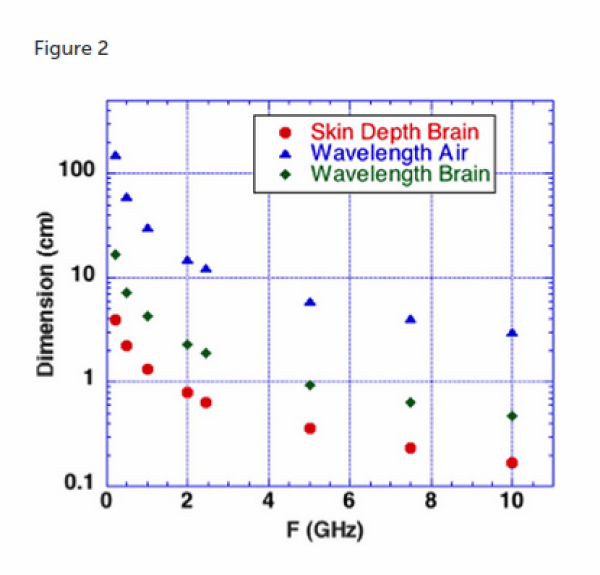 Figure 2
Skin Depth Brain
Wavelength Air
Wavelength Brain
100
10
1
0.1
Dimension (cm)
0 2 4 6 8 10
F (GHz)